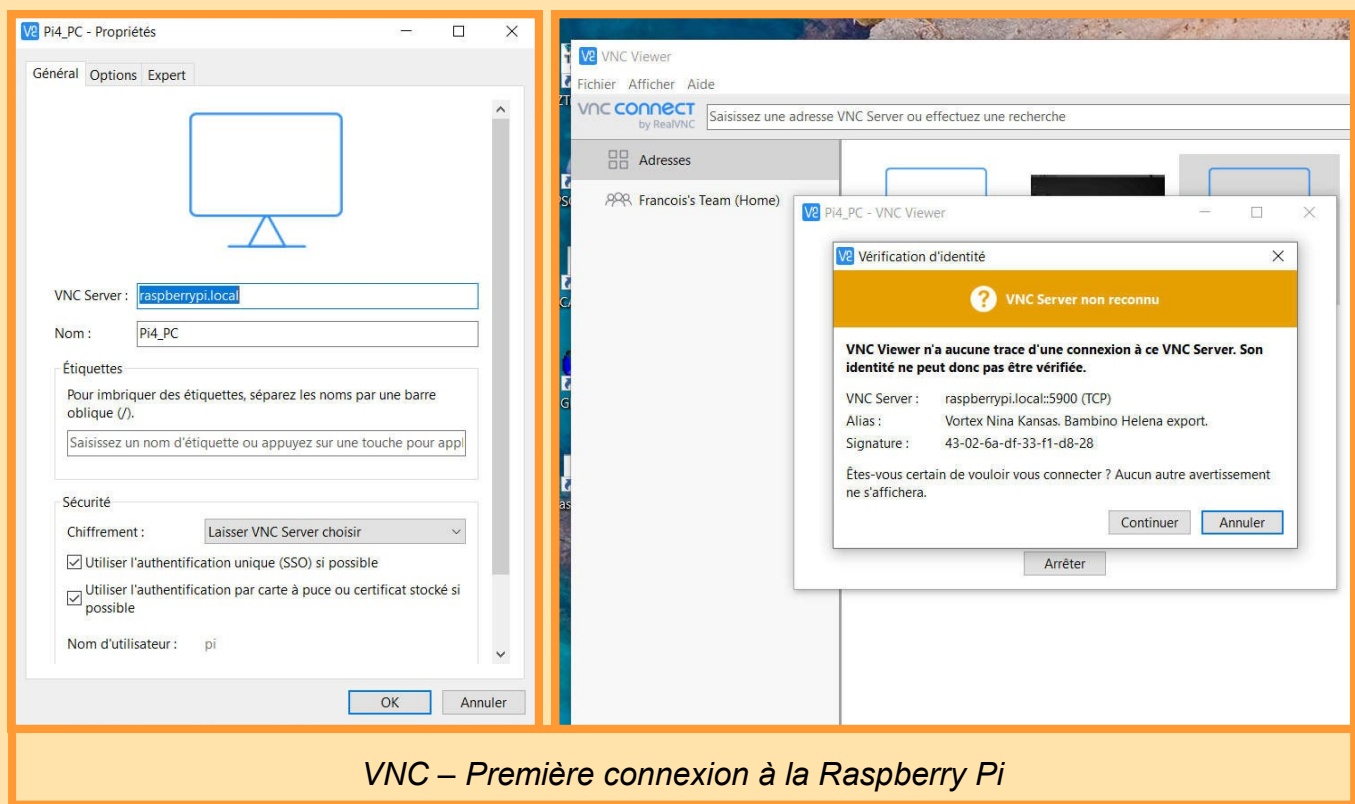 Pi4_PC - Propriétés
Général Options Expert
VNC Server : raspberrypi.local
Nom : Pi4_PC
Étiquettes
Pour imbriquer des étiquettes, séparez les noms par une barre
oblique (/).
Saisissez un nom d'étiquette ou appuyez sur une touche pour appl
Sécurité
Chiffrement : Laisser VNC Server choisir
Utiliser l'authentification unique (SSO) si possible
Utiliser l'authentification par carte à puce ou certificat stocké si
possible
Nom d'utilisateur : pi
OK Annuler
VNC Viewer
Fichier Afficher Aide
vnc connect
by RealVNC
Saisissez une adresse VNC Server ou effectuez une recherche
Adresses
Francois's Team (Home)
Pi4_PC - VNC Viewer
Vérification d'identité
VNC Server non reconnu
VNC Viewer n'a aucune trace d'une connexion à ce VNC Server. Son
identité ne peut donc pas être vérifiée.
VNC Server : raspberrypi.local::5900 (TCP)
Alias : Vortex Nina Kansas. Bambino Helena export.
Signature : 43-02-6a-df-33-f1-d8-28
Êtes-vous certain de vouloir vous connecter ? Aucun autre avertissement
ne s'affichera.
Continuer Annuler
Arrêter
VNC – Première connexion à la Raspberry Pi